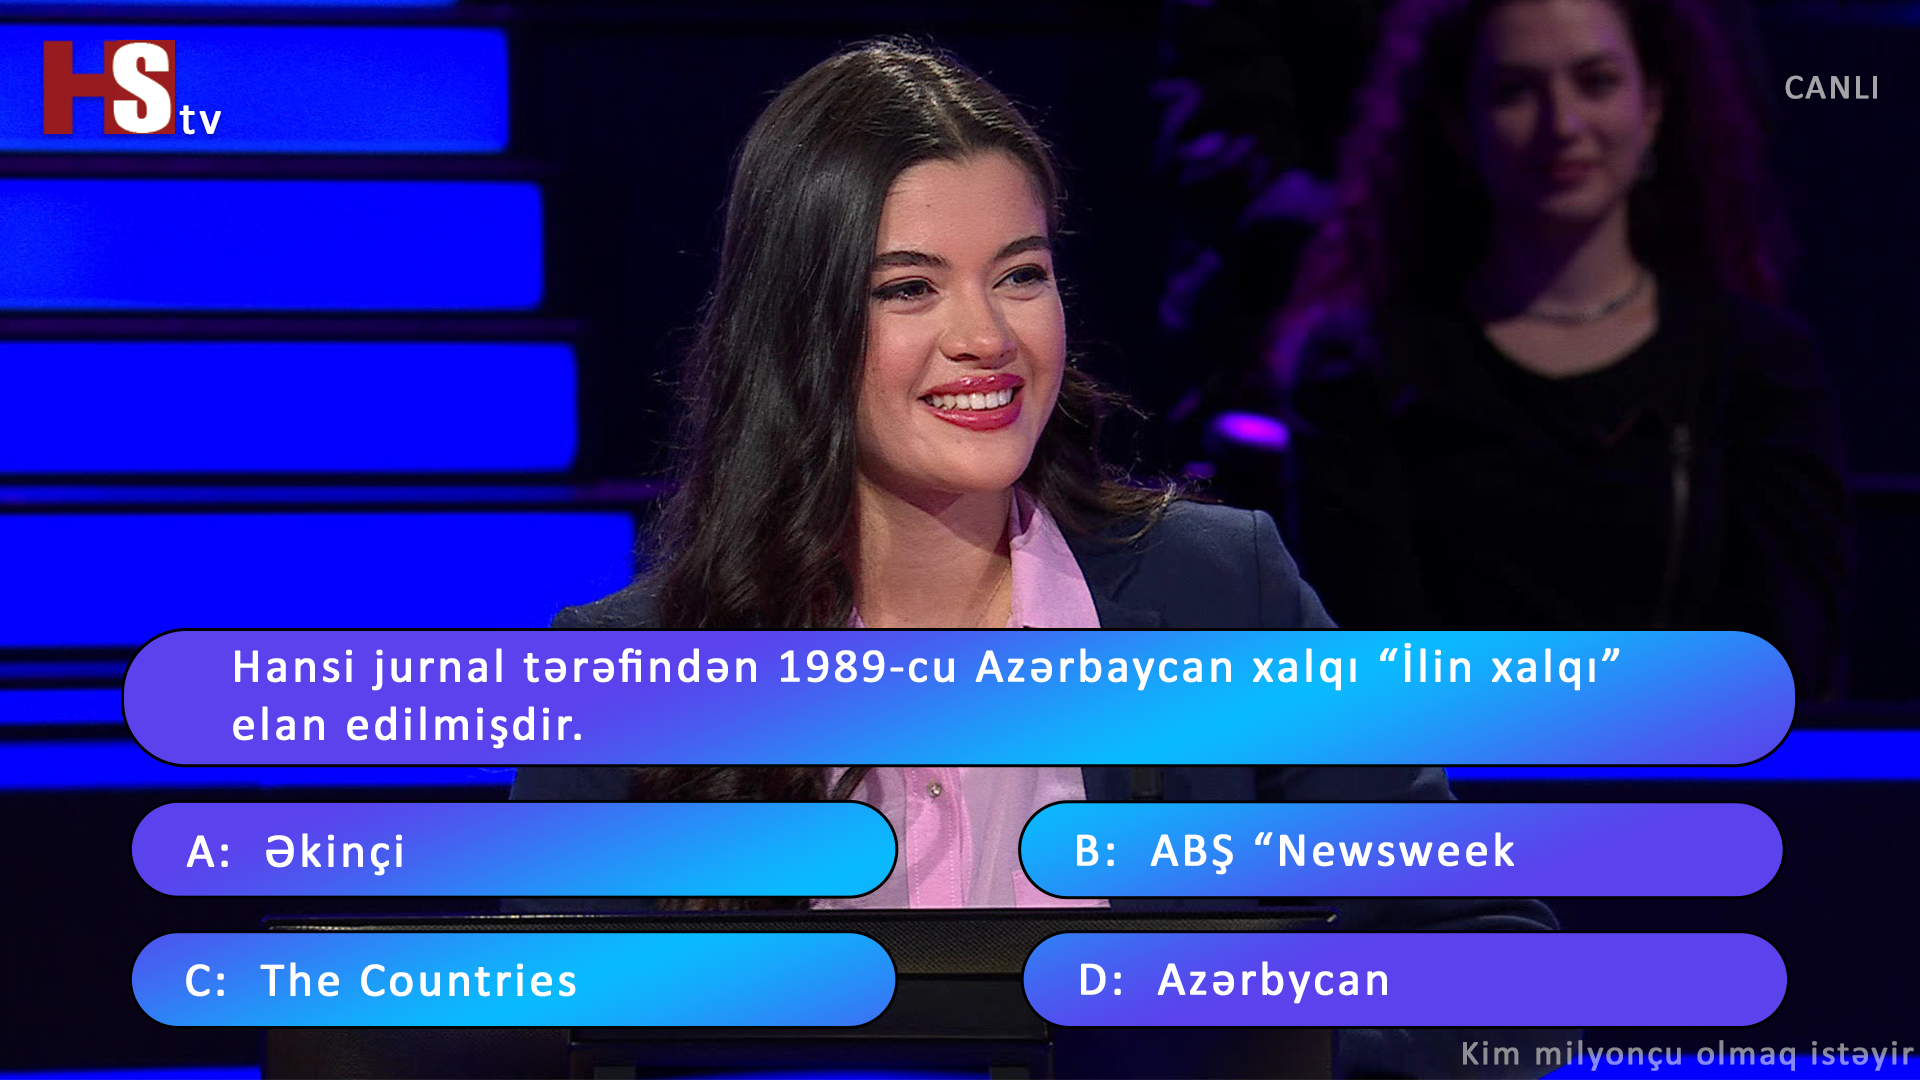 HS tv
CANLI
Hansi jurnal tərəfindən 1989-cu Azərbaycan xalqı “İlin xalqı”
elan edilmişdir.
A: Əkinçi
B: ABŞ “Newsweek
C: The Countries
D: Azərbycan
Kim milyonçu olmaq istəyir